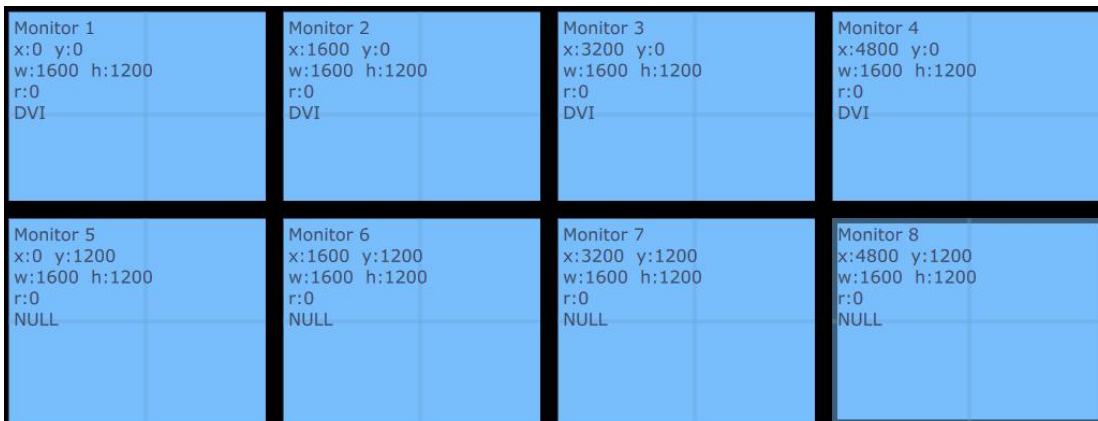 Monitor 1
x:0 y:0
w:1600 h:1200
r:0
DVI
Monitor 2
x:1600 y:0
w:1600 h:1200
r:0
DVI
Monitor 3
x:3200 y:0
w:1600 h:1200
r:0
DVI
Monitor 4
x:4800 y:0
w:1600 h:1200
r:0
DVI
Monitor 5
x:0 y:1200
w:1600 h:1200
r:0
NULL
Monitor 6
x:1600 y:1200
w:1600 h:1200
r:0
NULL
Monitor 7
x:3200 y:1200
w:1600 h:1200
r:0
NULL
Monitor 8
x:4800 y:1200
w:1600 h:1200
r:0
NULL